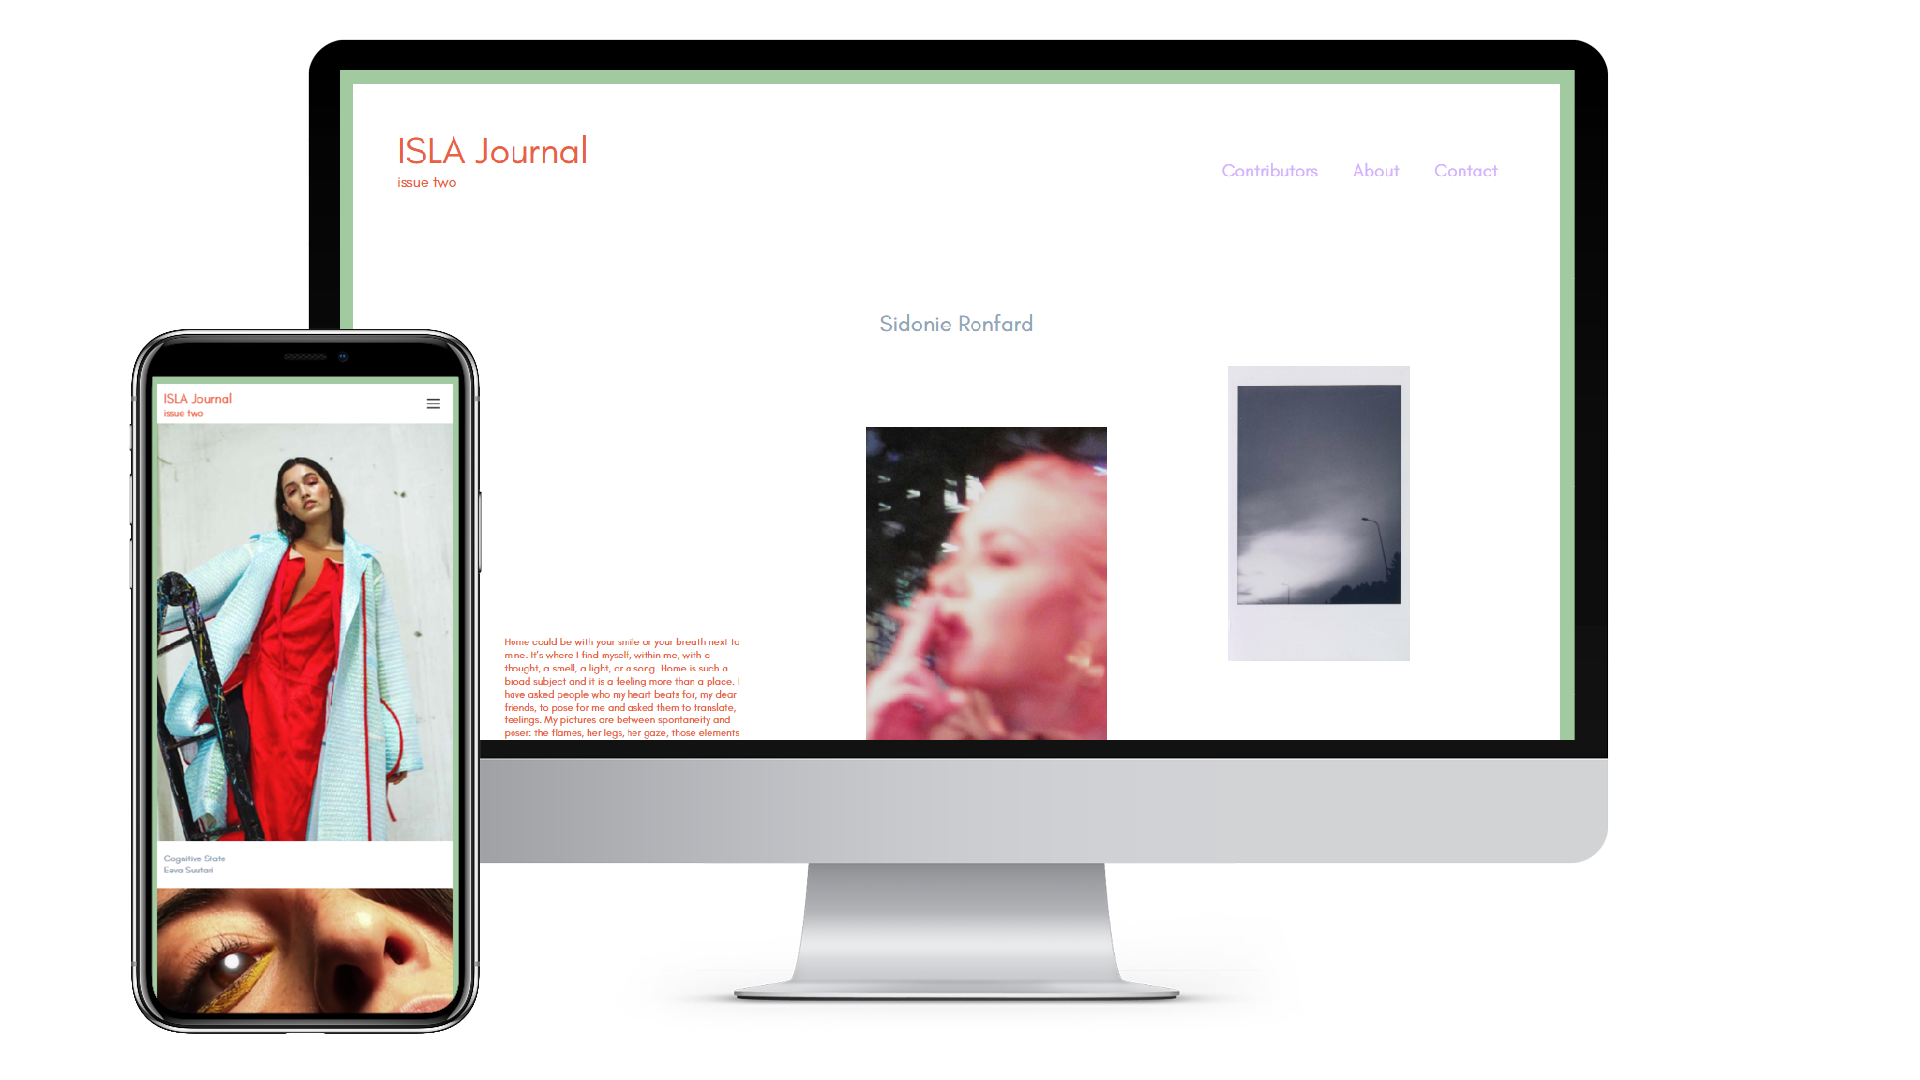 ISLA Journal
issue two
Contributors About Contact
Sidonie Ronfard
Home could be with your smile or your breath next to
mine. It's where I find myself, within me, with a
thought, a smell, a light, or a song. Home is such a
broad subject and it is a feeling more than a place. I
have asked people who my heart beats for, my dear
friends, to pose for me and asked them to translate,
feelings. My pictures are between spontaneity and
poser: the flames, her legs, her gaze, those elements
ISLA Journal
issue two
Cognitive State
Eeva Suutari